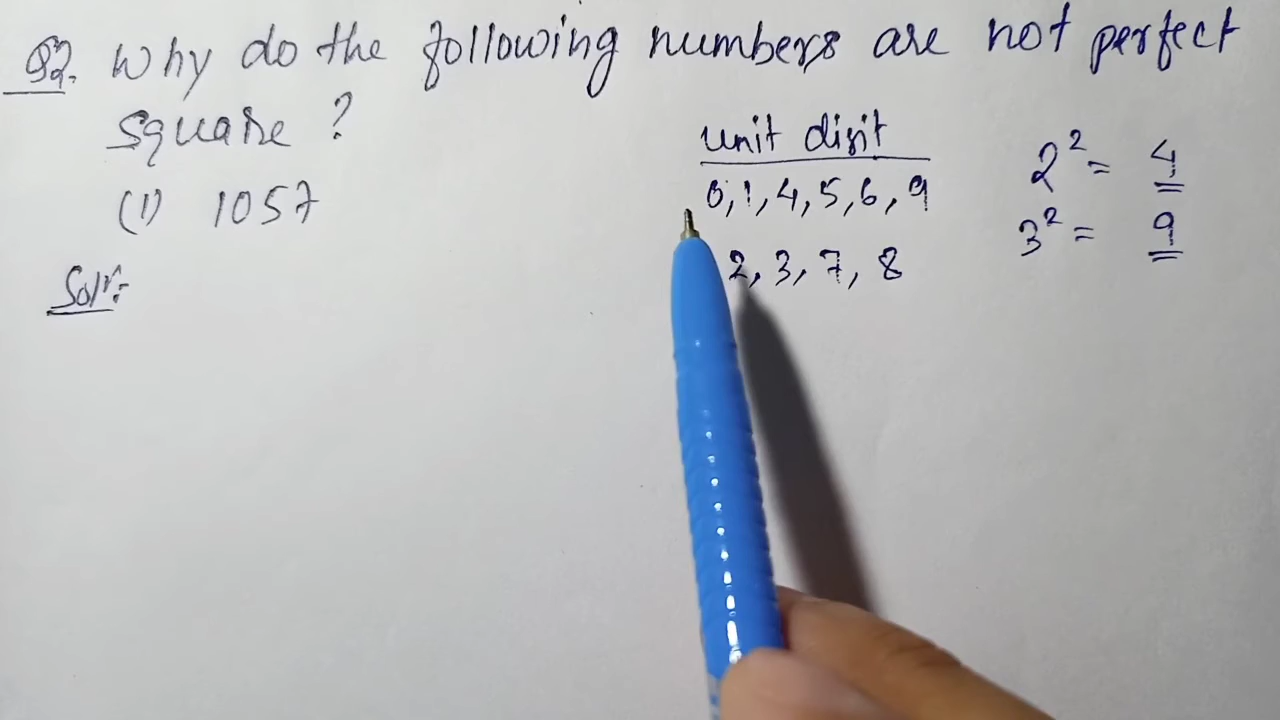 Q2. Why do the following numbers are not perfect
square ?
(i) 1057
Soln:
unit digit
0, 1, 4, 5, 6, 9
2, 3, 7, 8
2² = 4
3² = 9